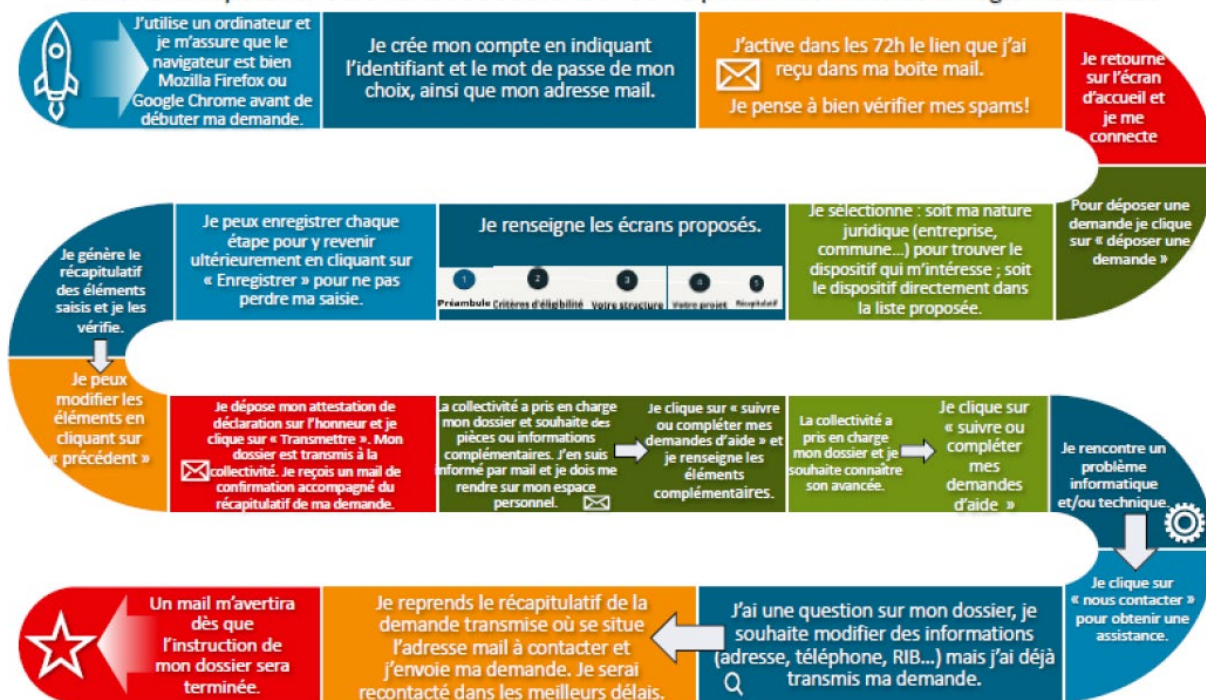 J'utilise un ordinateur et
je m'assure que le
navigateur est bien
Mozilla Firefox ou
Google Chrome avant de
débuter ma demande.
Je crée mon compte en indiquant
l'identifiant et le mot de passe de mon
choix, ainsi que mon adresse mail.
J'active dans les 72h le lien que j'ai
reçu dans ma boite mail.
Je pense à bien vérifier mes spams!
Je retourne
sur l'écran
d'accueil et
je me
connecte
Pour déposer une
demande je clique
sur « déposer une
demande »
Je sélectionne : soit ma nature
juridique (entreprise,
commune...) pour trouver le
dispositif qui m'intéresse ; soit
le dispositif directement dans
la liste proposée.
Je renseigne les écrans proposés.
1 2 3 4 5
Préambule Critères d'éligibilité Votre structure Votre projet Récapitulatif
Je peux enregistrer chaque
étape pour y revenir
ultérieurement en cliquant sur
« Enregistrer » pour ne pas
perdre ma saisie.
Je génère le
récapitulatif
des éléments
saisis et je les
vérifie.
Je peux
modifier les
éléments en
cliquant sur
« précédent »
Je dépose mon attestation de
déclaration sur l'honneur et je
clique sur « Transmettre ». Mon
dossier est transmis à la
collectivité. Je reçois un mail de
confirmation accompagné du
récapitulatif de ma demande.
La collectivité a pris en charge
mon dossier et souhaite des
pièces ou informations
complémentaires. J'en suis
informé par mail et je dois me
rendre sur mon espace
personnel.
Je clique sur « suivre
ou compléter mes
demandes d'aide » et
je renseigne les
éléments
complémentaires.
La collectivité a
pris en charge
mon dossier et je
souhaite connaître
son avancée.
Je clique sur
« suivre ou
compléter
mes
demandes
d'aide »
Je rencontre un
problème
informatique
et/ou technique.
Je clique sur
« nous contacter »
pour obtenir une
assistance.
J'ai une question sur mon dossier, je
souhaite modifier des informations
(adresse, téléphone, RIB...) mais j'ai déjà
transmis ma demande.
Je reprends le récapitulatif de la
demande transmise où se situe
l'adresse mail à contacter et
j'envoie ma demande. Je serai
recontacté dans les meilleurs délais.
Un mail m'avertira
dès que
l'instruction de
mon dossier sera
terminée.